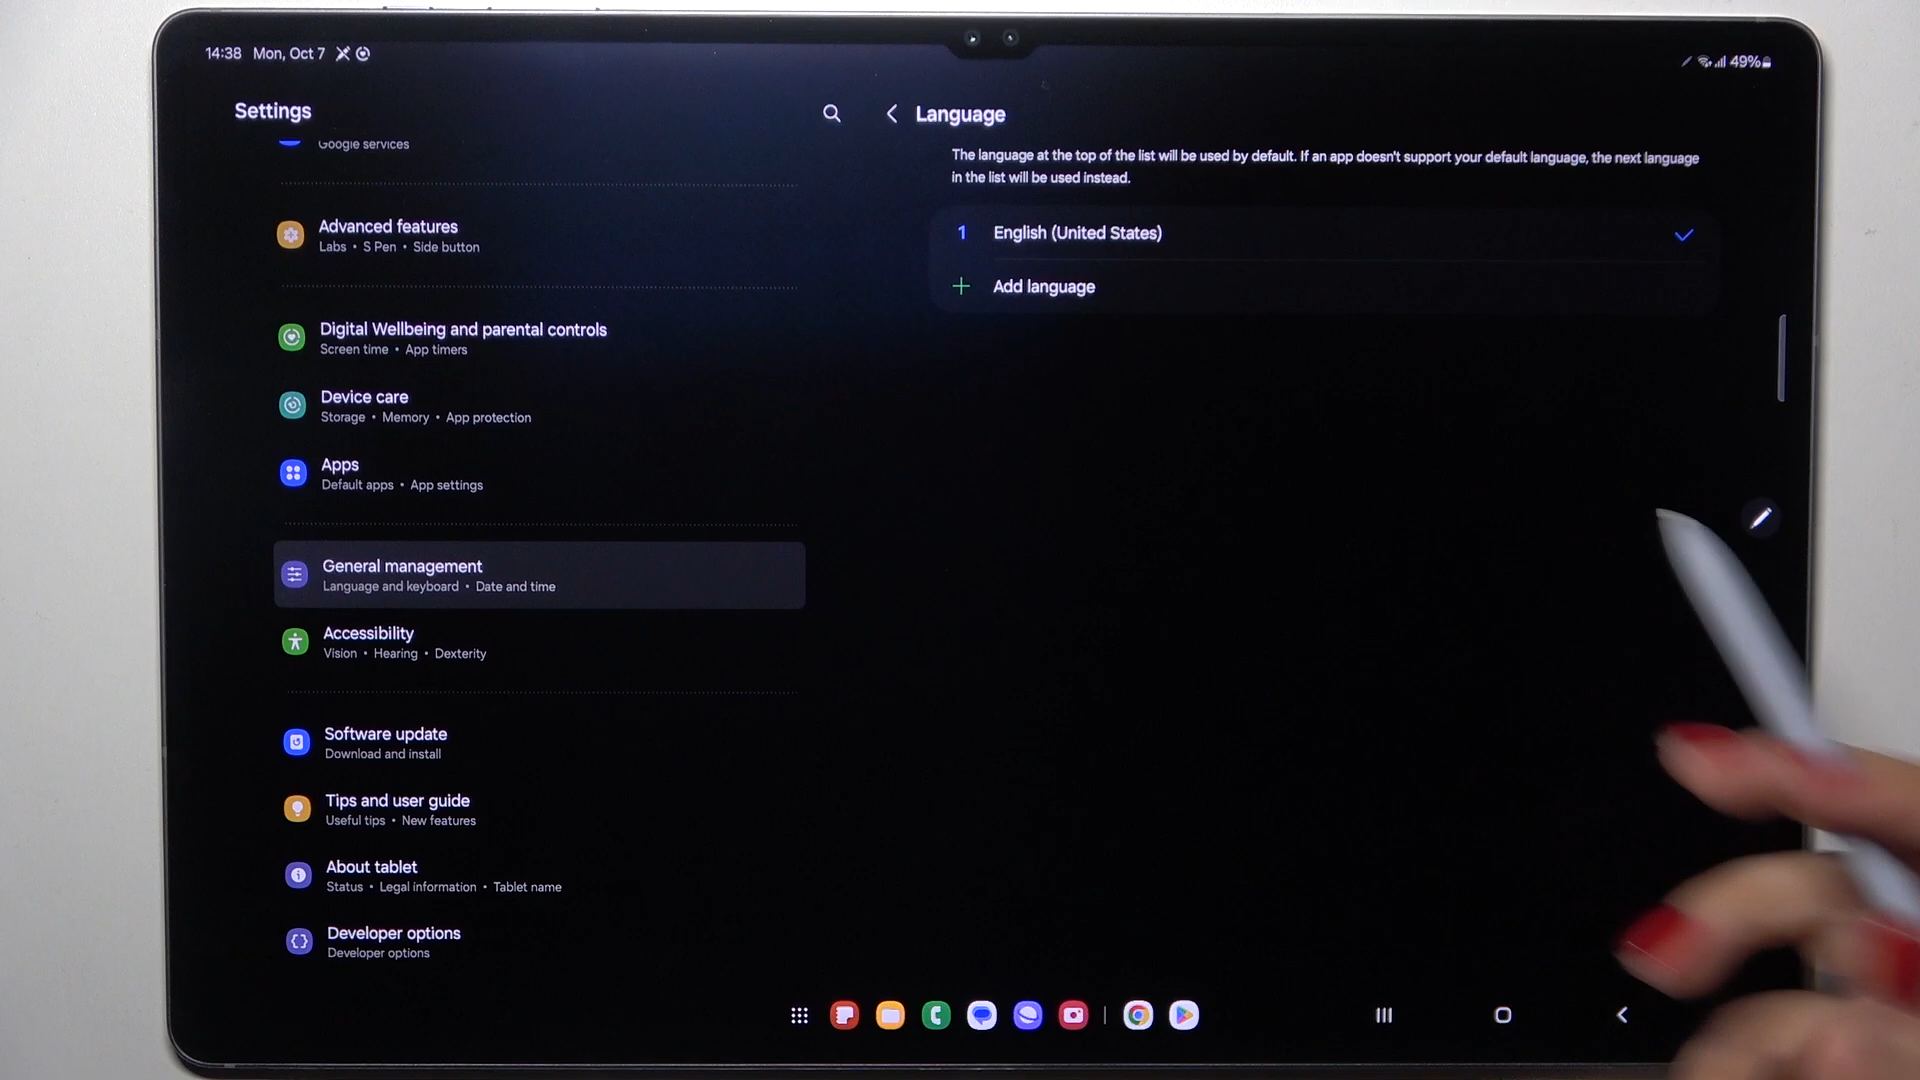 14:38 Mon, Oct 7
49%
Settings
Google services
Advanced features
Labs • S Pen • Side button
Digital Wellbeing and parental controls
Screen time • App timers
Device care
Storage • Memory • App protection
Apps
Default apps • App settings
General management
Language and keyboard • Date and time
Accessibility
Vision • Hearing • Dexterity
Software update
Download and install
Tips and user guide
Useful tips • New features
About tablet
Status • Legal information • Tablet name
Developer options
Developer options
Language
The language at the top of the list will be used by default. If an app doesn't support your default language, the next language
in the list will be used instead.
1 English (United States)
Add language